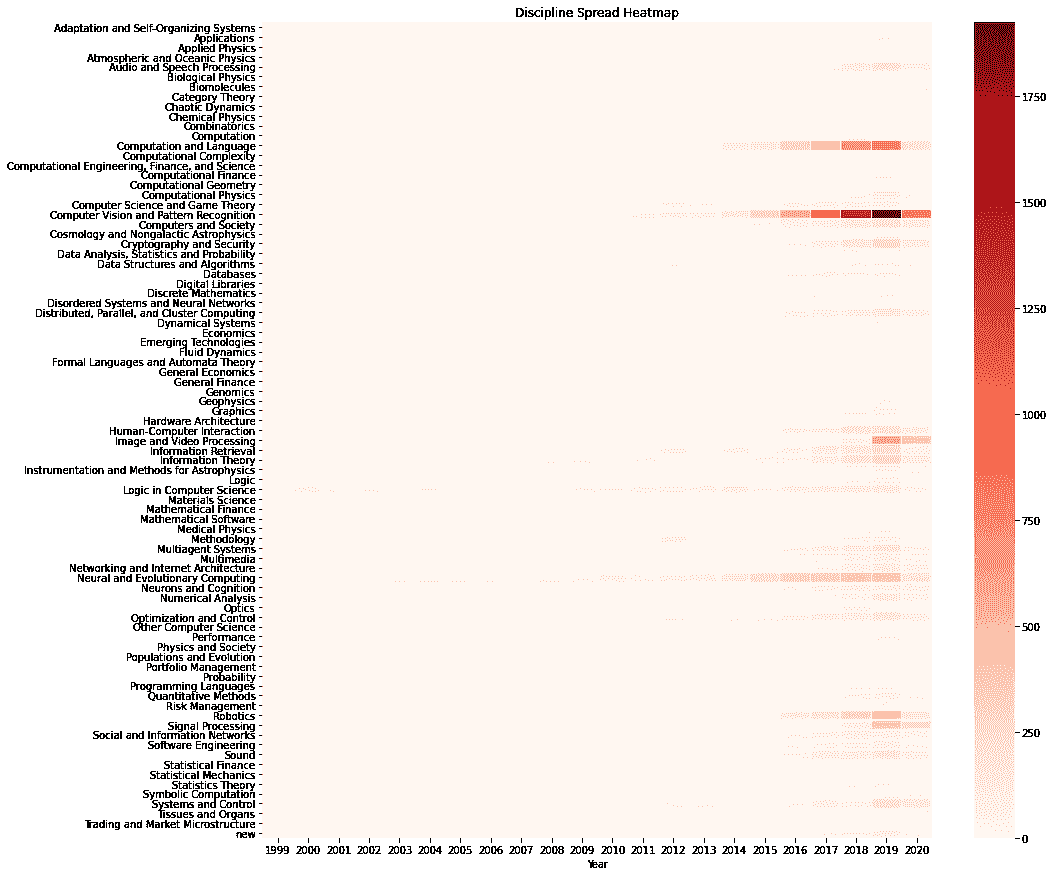 Discipline Spread Heatmap
Adaptation and Self-Organizing Systems
Applications
Applied Physics
Atmospheric and Oceanic Physics
Audio and Speech Processing
Biological Physics
Biomolecules
Category Theory
Chaotic Dynamics
Chemical Physics
Combinatorics
Computation
Computation and Language
Computational Complexity
Computational Engineering, Finance, and Science
Computational Finance
Computational Geometry
Computational Physics
Computer Science and Game Theory
Computer Vision and Pattern Recognition
Computers and Society
Cosmology and Nongalactic Astrophysics
Cryptography and Security
Data Analysis, Statistics and Probability
Data Structures and Algorithms
Databases
Digital Libraries
Discrete Mathematics
Disordered Systems and Neural Networks
Distributed, Parallel, and Cluster Computing
Dynamical Systems
Economics
Emerging Technologies
Fluid Dynamics
Formal Languages and Automata Theory
General Economics
General Finance
Genomics
Geophysics
Graphics
Hardware Architecture
Human-Computer Interaction
Image and Video Processing
Information Retrieval
Information Theory
Instrumentation and Methods for Astrophysics
Logic
Logic in Computer Science
Materials Science
Mathematical Finance
Mathematical Software
Medical Physics
Methodology
Multiagent Systems
Multimedia
Networking and Internet Architecture
Neural and Evolutionary Computing
Neurons and Cognition
Numerical Analysis
Optics
Optimization and Control
Other Computer Science
Performance
Physics and Society
Populations and Evolution
Portfolio Management
Probability
Programming Languages
Quantitative Methods
Risk Management
Robotics
Signal Processing
Social and Information Networks
Software Engineering
Sound
Statistical Finance
Statistical Mechanics
Statistics Theory
Symbolic Computation
Systems and Control
Tissues and Organs
Trading and Market Microstructure
new
1999 2000 2001 2002 2003 2004 2005 2006 2007 2008 2009 2010 2011 2012 2013 2014 2015 2016 2017 2018 2019 2020
Year
1750
1500
1250
1000
750
500
250
0